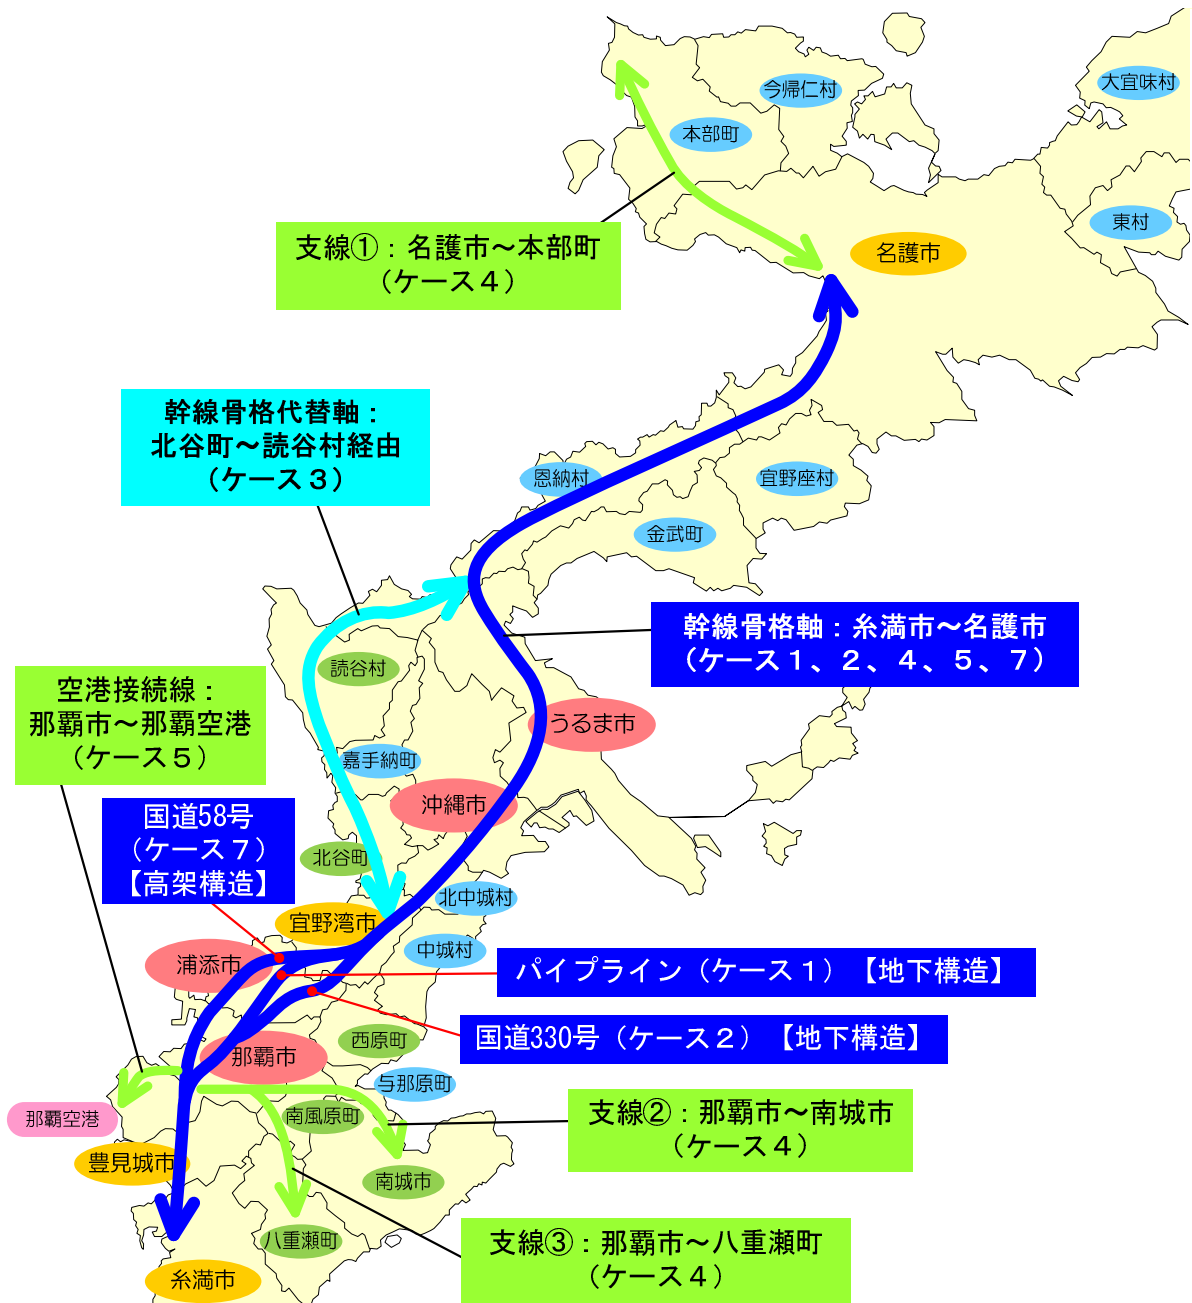 大宜味村
今帰仁村
本部町
東村
名護市
支線①：名護市～本部町
（ケース４）
幹線骨格代替軸：
北谷町～読谷村経由
（ケース３）
恩納村
宜野座村
金武町
幹線骨格軸：糸満市～名護市
（ケース１、２、４、５、７）
読谷村
空港接続線：
那覇市～那覇空港
（ケース５）
うるま市
嘉手納町
沖縄市
国道58号
（ケース７）
【高架構造】
北谷町
北中城村
宜野湾市
中城村
浦添市
パイプライン（ケース１）【地下構造】
国道330号（ケース２）【地下構造】
西原町
那覇市
与那原町
那覇空港
南風原町
支線②：那覇市～南城市
（ケース４）
豊見城市
南城市
八重瀬町
支線③：那覇市～八重瀬町
（ケース４）
糸満市